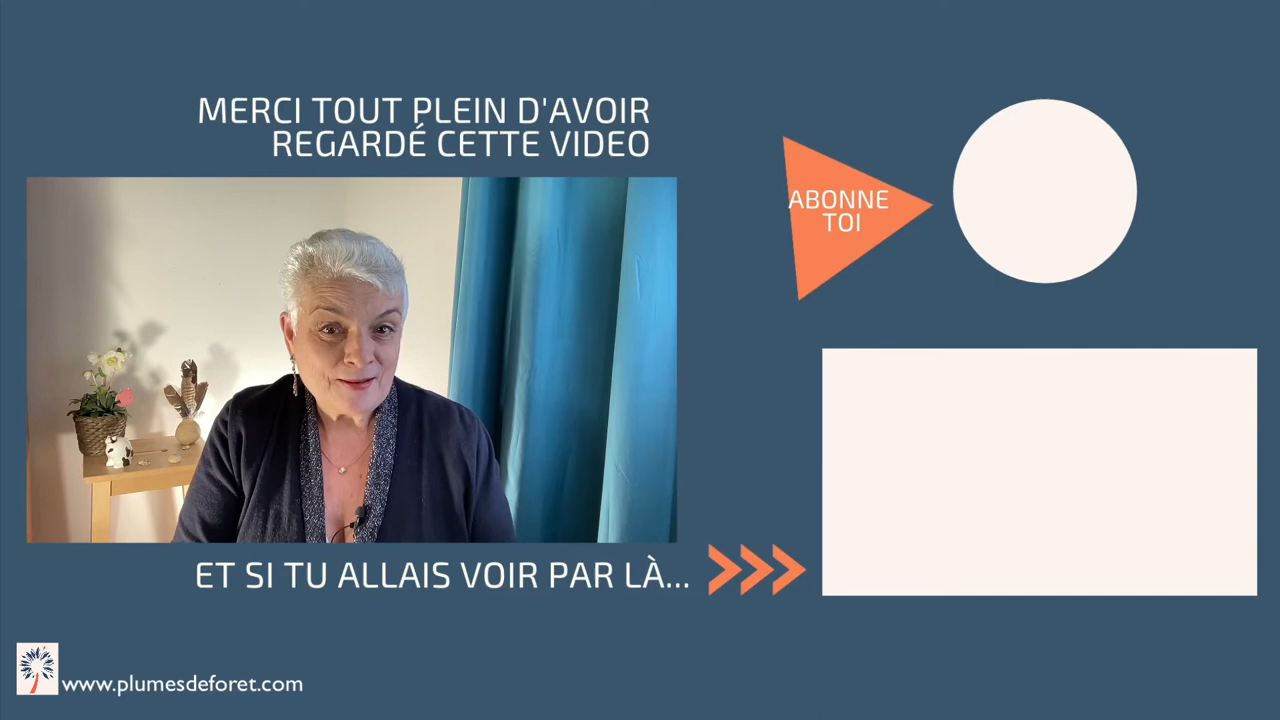 MERCI TOUT PLEIN D'AVOIR
REGARDÉ CETTE VIDEO
ABONNE
TOI
ET SI TU ALLAIS VOIR PAR LÀ...
www.plumesdeforet.com